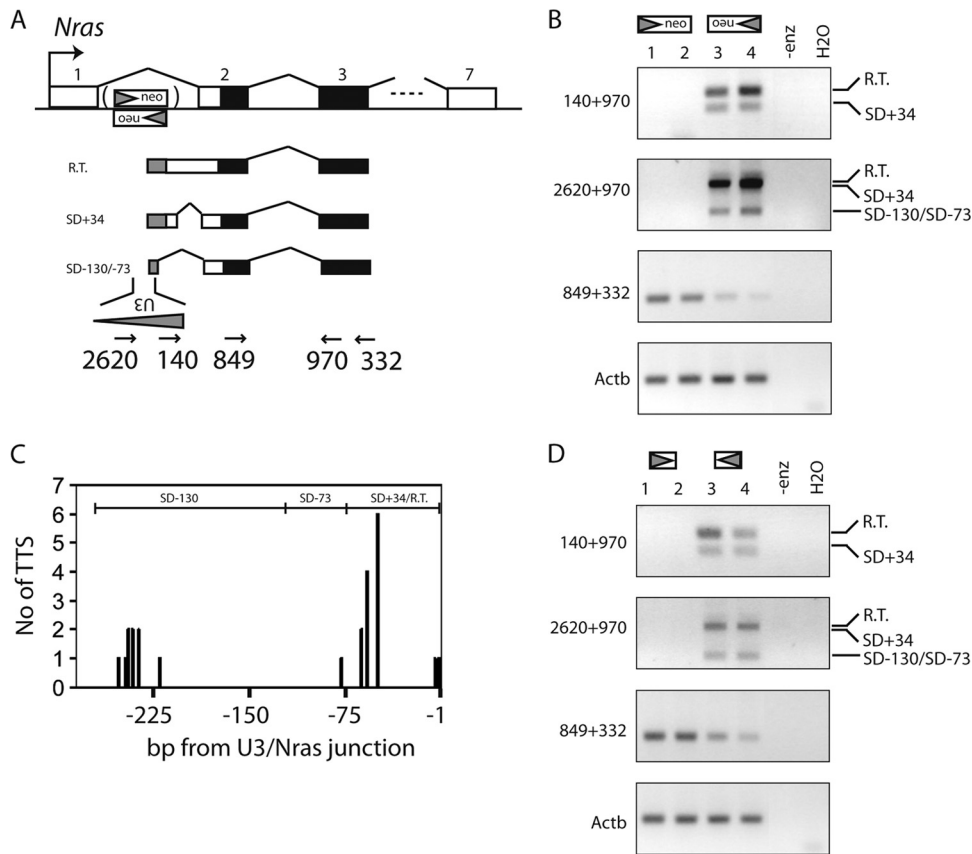 A
Nras
1
2
3
7
neo
neo
R.T.
SD+34
SD-130/-73
U3
2620 140 849 970 332
B
neo
neo
1 2 3 4 -enz H2O
140+970
R.T.
SD+34
2620+970
R.T.
SD+34
SD-130/SD-73
849+332
Actb
C
No of TTS
7
6
5
4
3
2
1
0
SD-130
SD-73
SD+34/R.T.
-225 -150 -75 -1
bp from U3/Nras junction
D
1 2 3 4 -enz H2O
140+970
R.T.
SD+34
2620+970
R.T.
SD+34
SD-130/SD-73
849+332
Actb